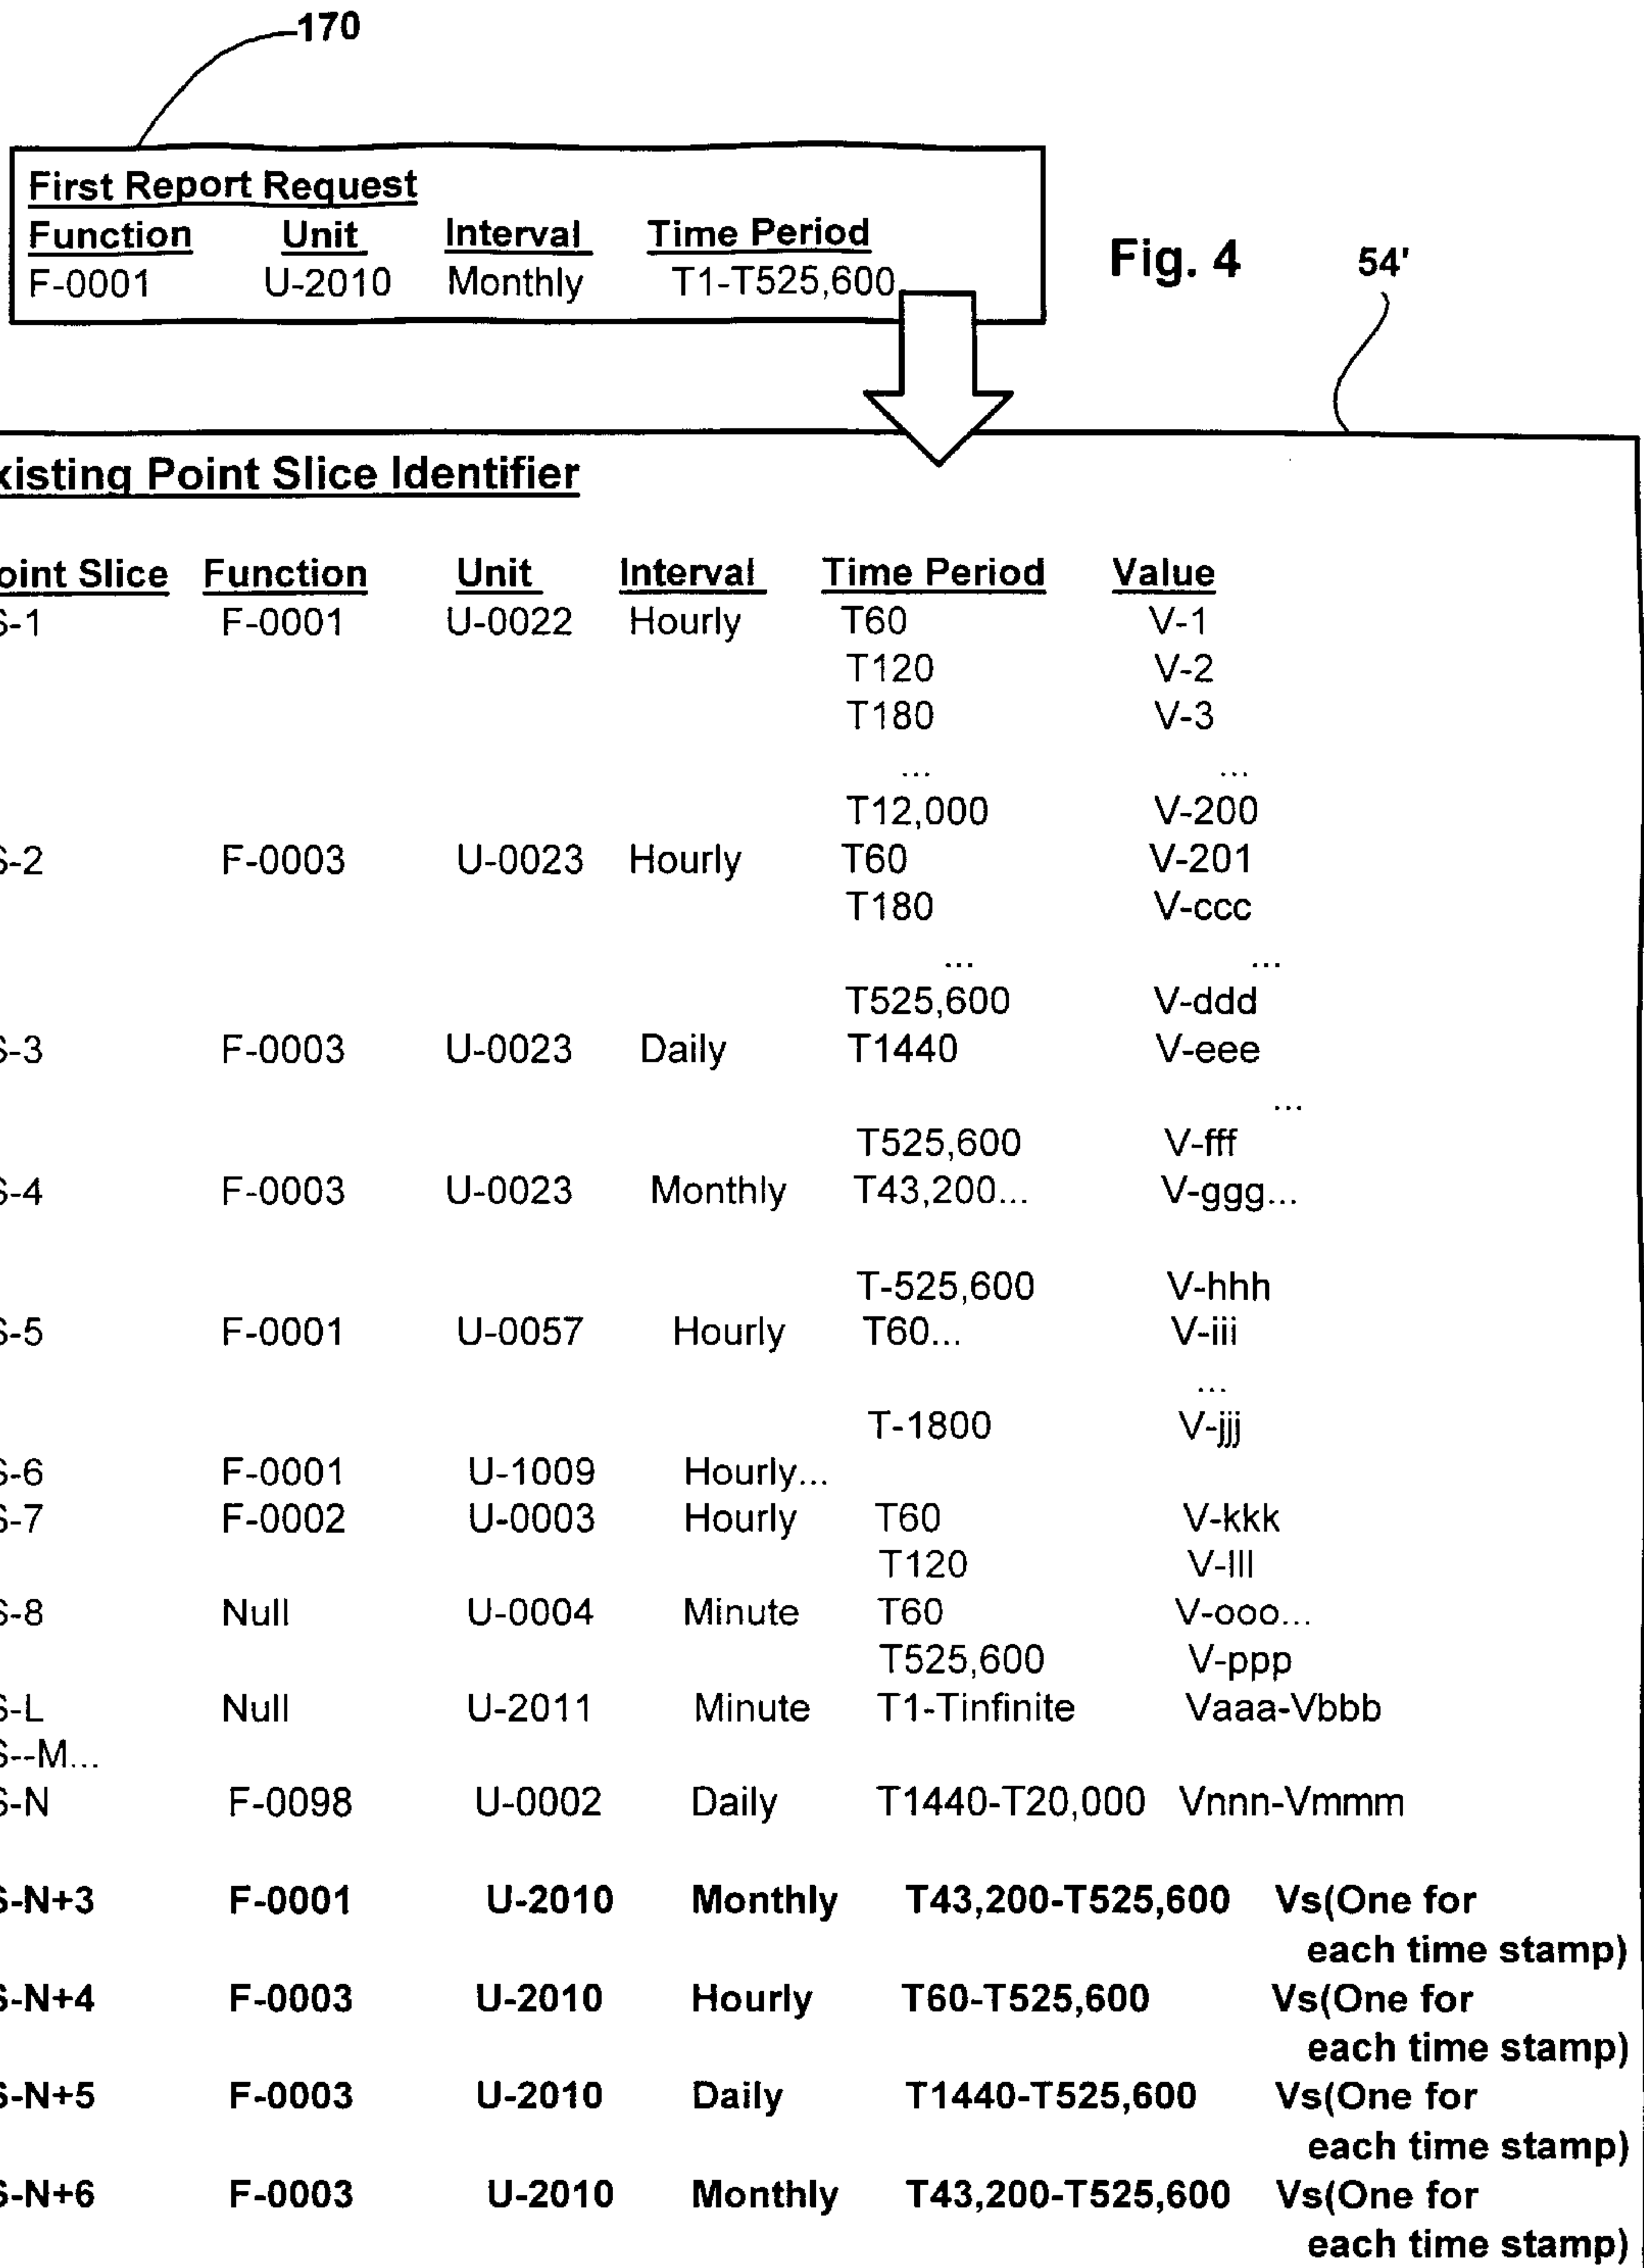 170
First Report Request
Function Unit Interval Time Period
F-0001 U-2010 Monthly T1-T525,600
Fig. 4
54'
xisting Point Slice Identifier
oint Slice Function Unit Interval Time Period Value
S-1 F-0001 U-0022 Hourly T60 V-1
T120 V-2
T180 V-3
... ...
T12,000 V-200
S-2 F-0003 U-0023 Hourly T60 V-201
T180 V-ccc
... ...
T525,600 V-ddd
S-3 F-0003 U-0023 Daily T1440 V-eee
...
T525,600 V-fff
S-4 F-0003 U-0023 Monthly T43,200... V-ggg...
T-525,600 V-hhh
S-5 F-0001 U-0057 Hourly T60... V-iii
...
T-1800 V-jjj
S-6 F-0001 U-1009 Hourly...
S-7 F-0002 U-0003 Hourly T60 V-kkk
T120 V-lll
S-8 Null U-0004 Minute T60 V-ooo...
T525,600 V-ppp
S-L Null U-2011 Minute T1-Tinfinite Vaaa-Vbbb
S--M...
S-N F-0098 U-0002 Daily T1440-T20,000 Vnnn-Vmmm
S-N+3 F-0001 U-2010 Monthly T43,200-T525,600 Vs(One for
each time stamp)
S-N+4 F-0003 U-2010 Hourly T60-T525,600 Vs(One for
each time stamp)
S-N+5 F-0003 U-2010 Daily T1440-T525,600 Vs(One for
each time stamp)
S-N+6 F-0003 U-2010 Monthly T43,200-T525,600 Vs(One for
each time stamp)